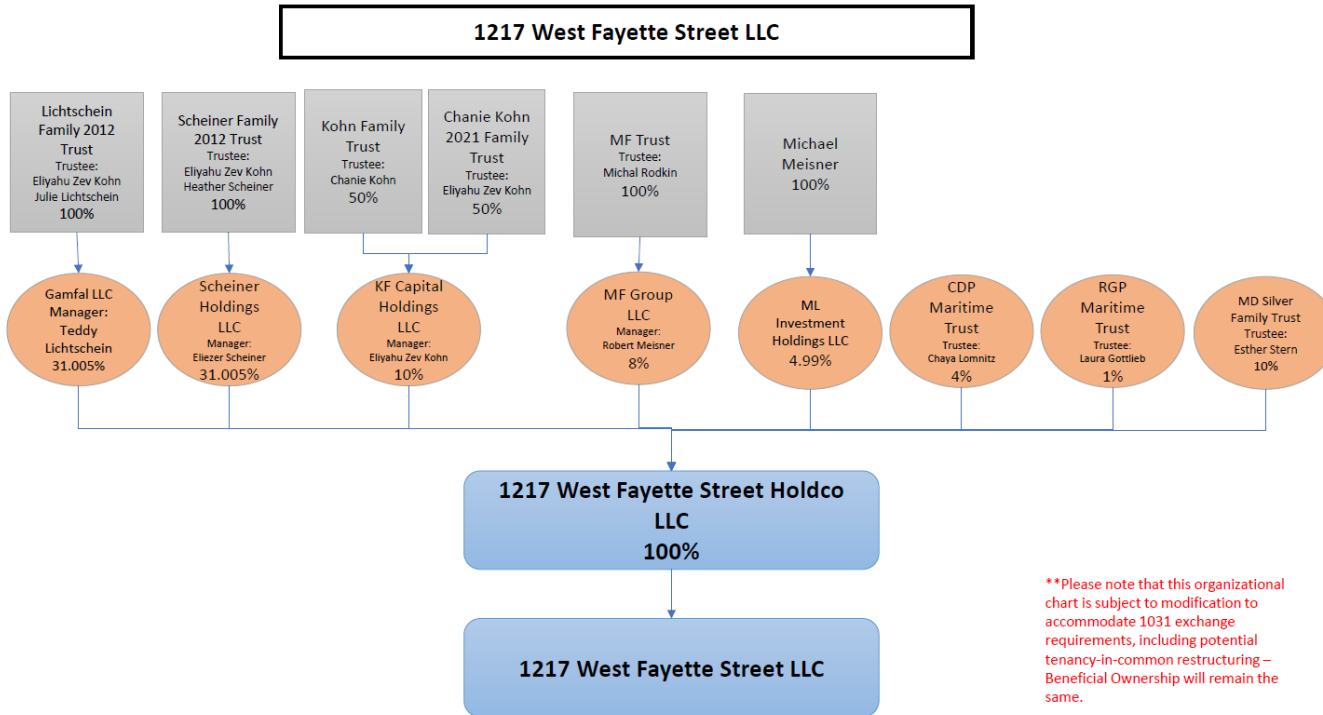 1217 West Fayette Street LLC
Lichtschein
Family 2012
Trust
Trustee:
Eliyahu Zev Kohn
Julie Lichtschein
100%
Scheiner Family
2012 Trust
Trustee:
Eliyahu Zev Kohn
Heather Scheiner
100%
Kohn Family
Trust
Trustee:
Chanie Kohn
50%
Chanie Kohn
2021 Family
Trust
Trustee:
Eliyahu Zev Kohn
50%
MF Trust
Trustee:
Michal Rodkin
100%
Michael
Meisner
100%
Gamfal LLC
Manager:
Teddy
Lichtschein
31.005%
Scheiner
Holdings
LLC
Manager:
Eliezer Scheiner
31.005%
KF Capital
Holdings
LLC
Manager:
Eliyahu Zev Kohn
10%
MF Group
LLC
Manager:
Robert Meisner
8%
ML
Investment
Holdings LLC
4.99%
CDP
Maritime
Trust
Trustee:
Chaya Lomnitz
4%
RGP
Maritime
Trust
Trustee:
Laura Gottlieb
1%
MD Silver
Family Trust
Trustee:
Esther Stern
10%
1217 West Fayette Street Holdco
LLC
100%
1217 West Fayette Street LLC
**Please note that this organizational
chart is subject to modification to
accommodate 1031 exchange
requirements, including potential
tenancy-in-common restructuring –
Beneficial Ownership will remain the
same.